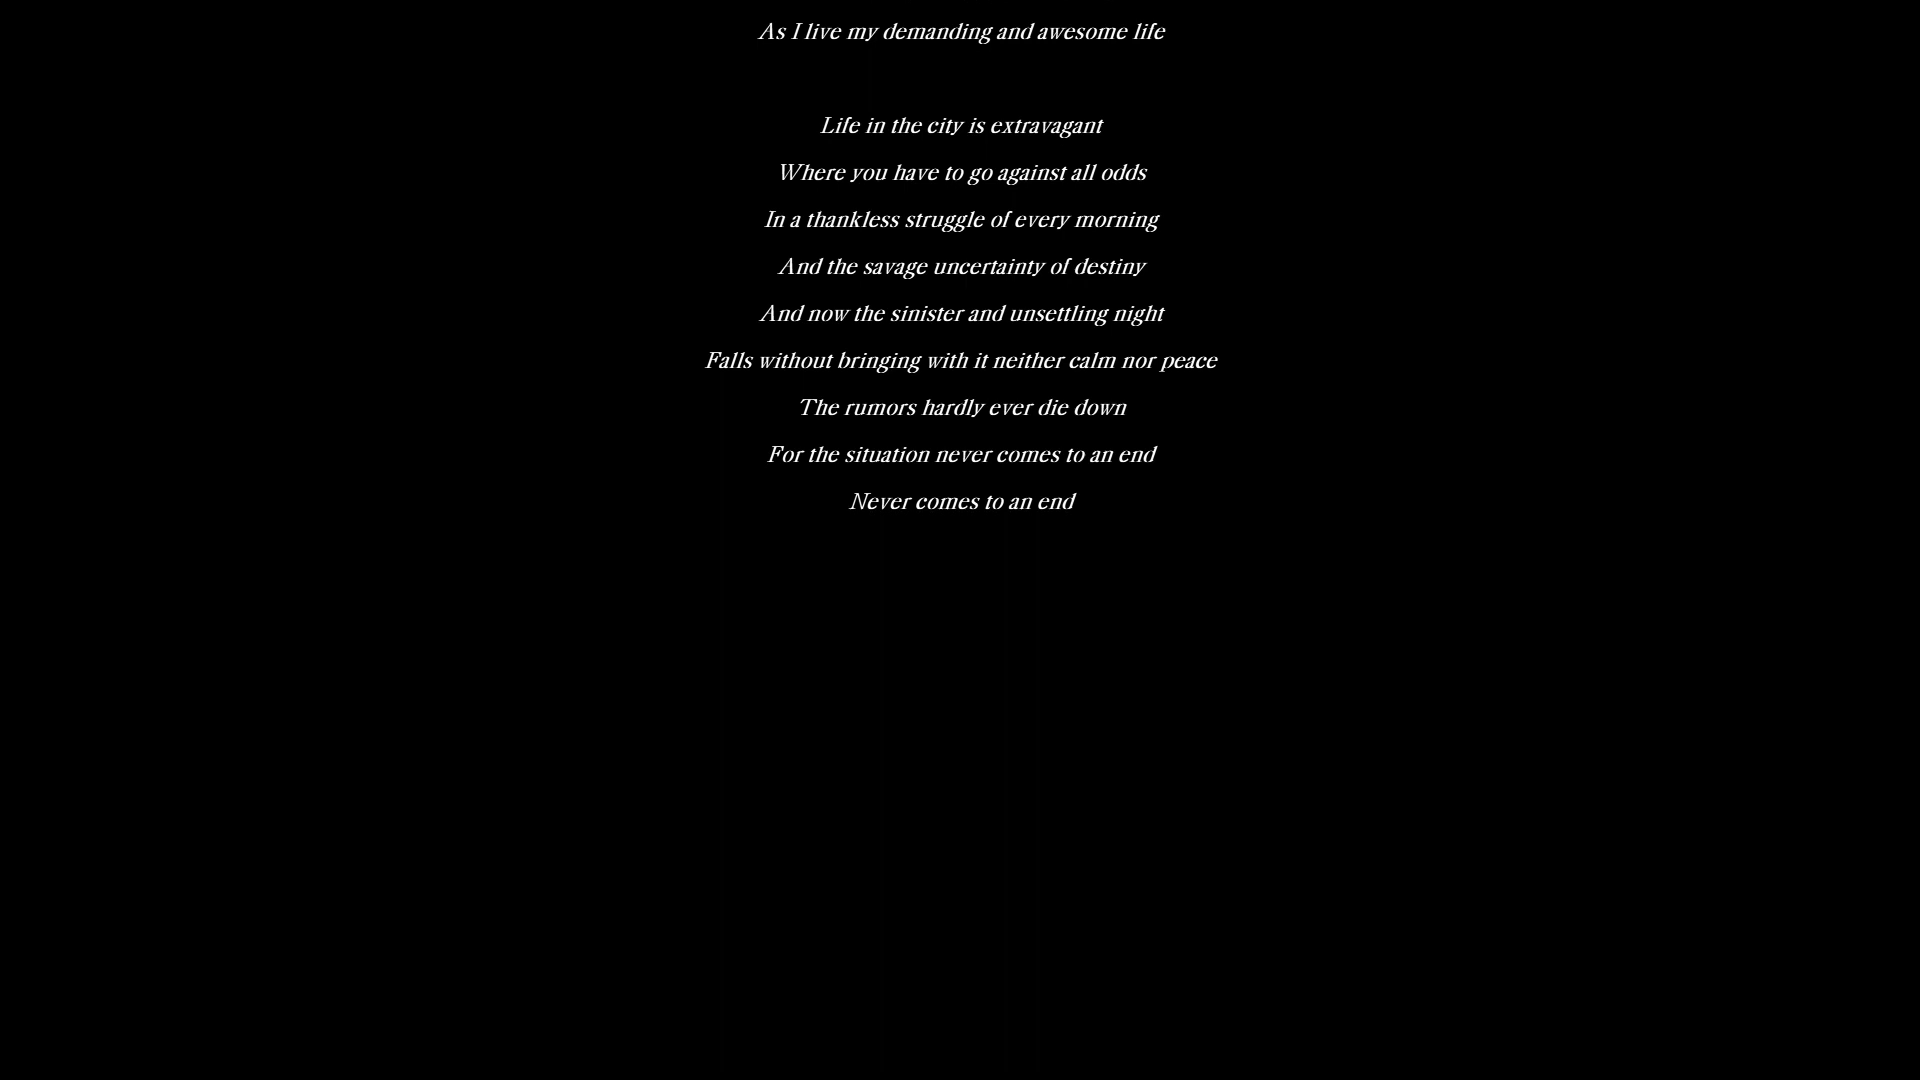 As I live my demanding and awesome life
Life in the city is extravagant
Where you have to go against all odds
In a thankless struggle of every morning
And the savage uncertainty of destiny
And now the sinister and unsettling night
Falls without bringing with it neither calm nor peace
The rumors hardly ever die down
For the situation never comes to an end
Never comes to an end